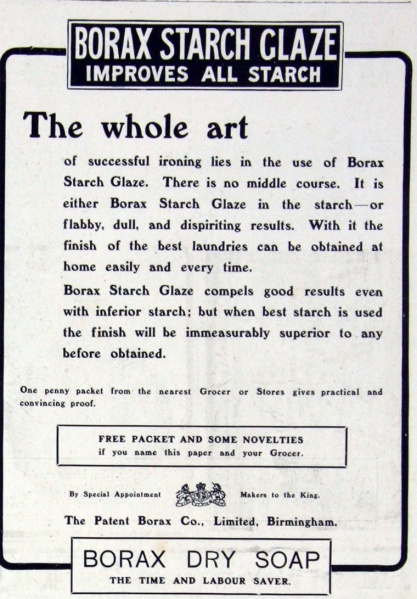 BORAX STARCH GLAZE
IMPROVES ALL STARCH
The whole art
of successful ironing lies in the use of Borax
Starch Glaze. There is no middle course. It is
either Borax Starch Glaze in the starch—or
flabby, dull, and dispiriting results. With it the
finish of the best laundries can be obtained at
home easily and every time.
Borax Starch Glaze compels good results even
with inferior starch; but when best starch is used
the finish will be immeasurably superior to any
before obtained.
One penny packet from the nearest Grocer or Stores gives practical and
convincing proof.
FREE PACKET AND SOME NOVELTIES
if you name this paper and your Grocer.
By Special Appointment Makers to the King.
The Patent Borax Co., Limited, Birmingham.
BORAX DRY SOAP
THE TIME AND LABOUR SAVER.